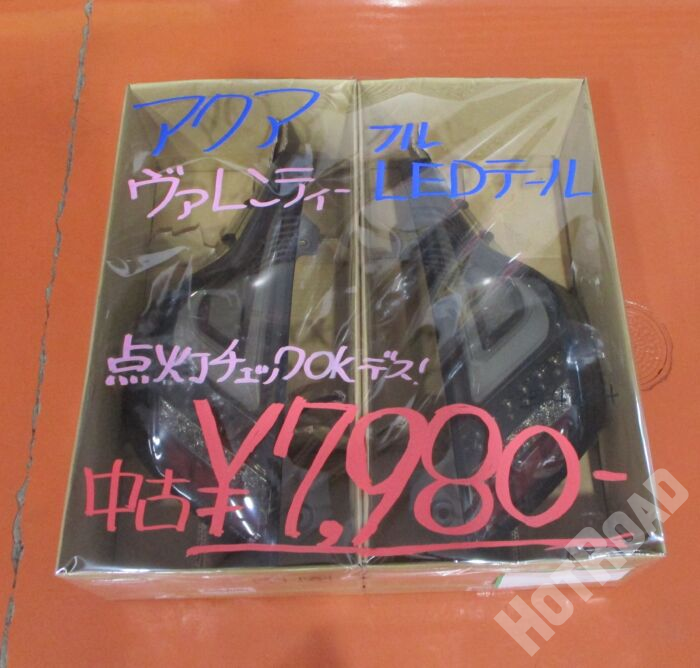 アクア
フル
ヴァレンティー LEDテール
点灯チェックOKデス!
中古¥7,980-
HOTROAD